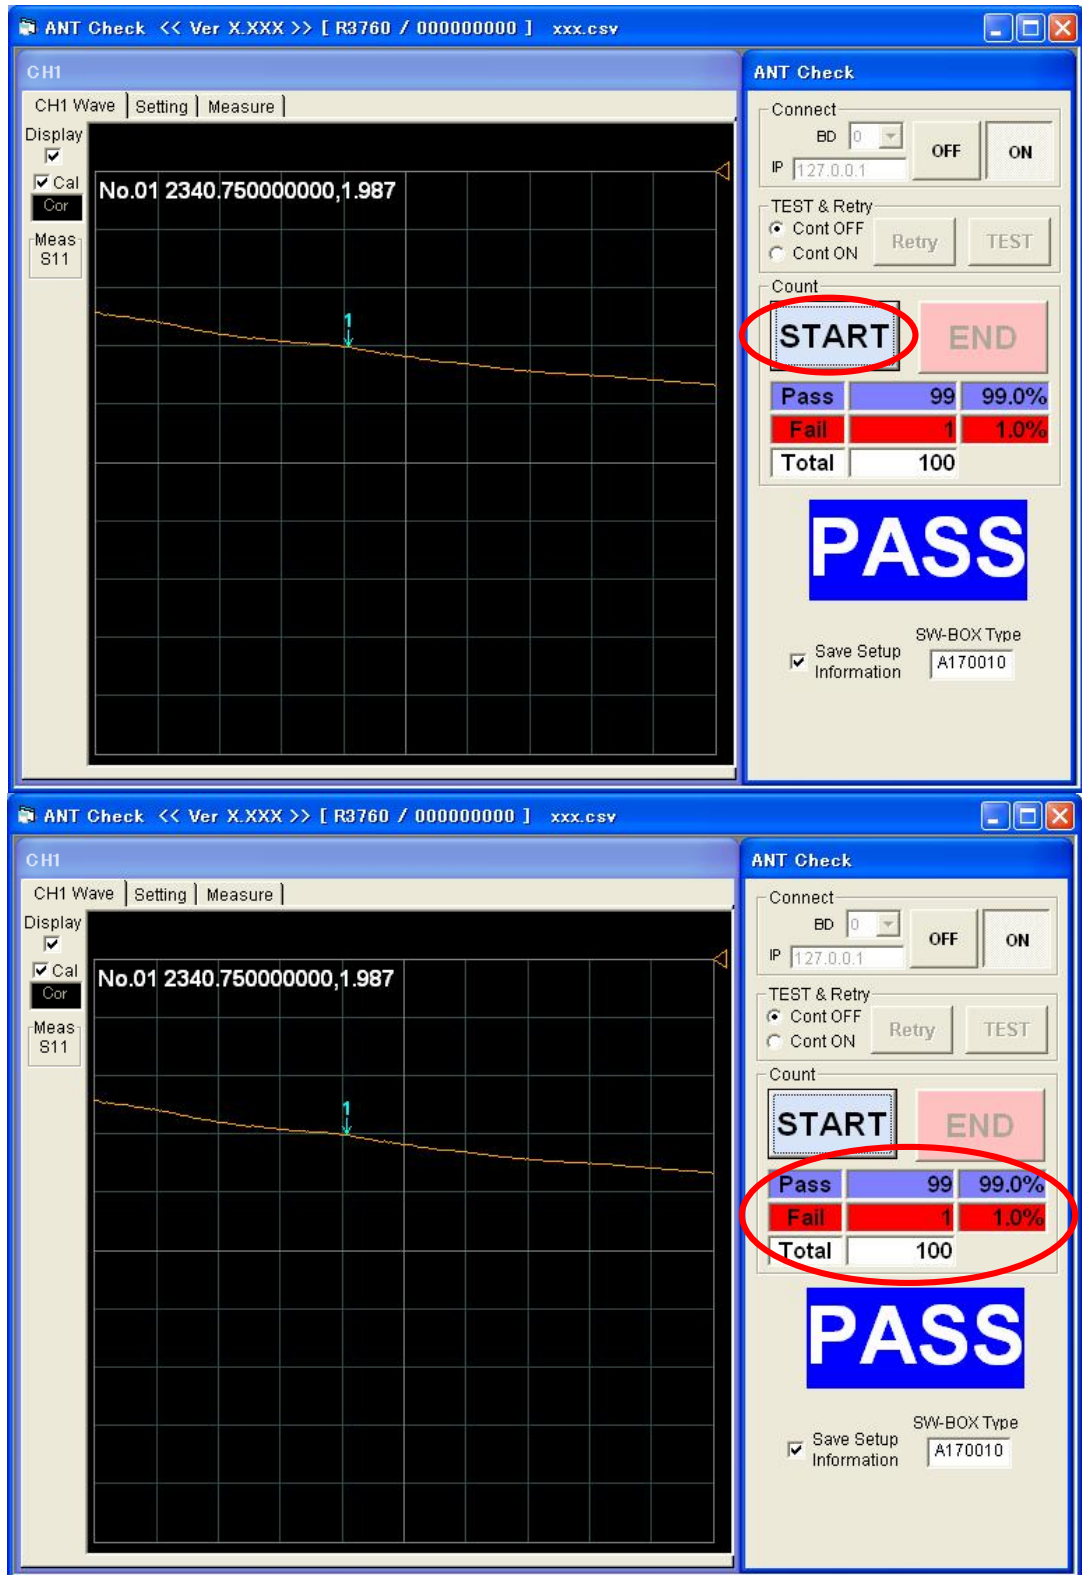 ANT Check << Ver X.XXX >> [ R3760 / 000000000 ] xxx.csv
CH1
CH1 Wave Setting Measure
Display
Cal
Cor
Meas
S11
No.01 2340.750000000,1.987
1
ANT Check
Connect
BD 0
IP 127.0.0.1
OFF ON
TEST & Retry
Cont OFF
Cont ON
Retry TEST
Count
START END
Pass 99 99.0%
Fail 1 1.0%
Total 100
PASS
Save Setup
Information
SW-BOX Type
A170010
ANT Check << Ver X.XXX >> [ R3760 / 000000000 ] xxx.csv
CH1
CH1 Wave Setting Measure
Display
Cal
Cor
Meas
S11
No.01 2340.750000000,1.987
1
ANT Check
Connect
BD 0
IP 127.0.0.1
OFF ON
TEST & Retry
Cont OFF
Cont ON
Retry TEST
Count
START END
Pass 99 99.0%
Fail 1 1.0%
Total 100
PASS
Save Setup
Information
SW-BOX Type
A170010